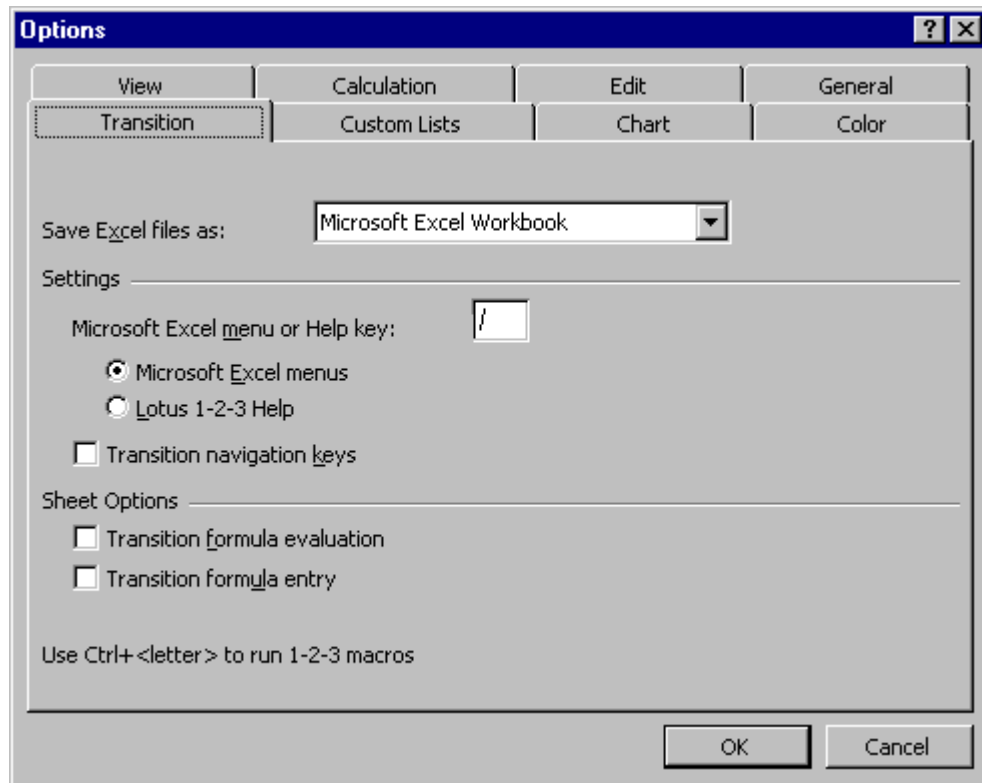 Options
View Calculation Edit General
Transition Custom Lists Chart Color
Save Excel files as: Microsoft Excel Workbook
Settings
Microsoft Excel menu or Help key: /
Microsoft Excel menus
Lotus 1-2-3 Help
Transition navigation keys
Sheet Options
Transition formula evaluation
Transition formula entry
Use Ctrl+<letter> to run 1-2-3 macros
OK Cancel